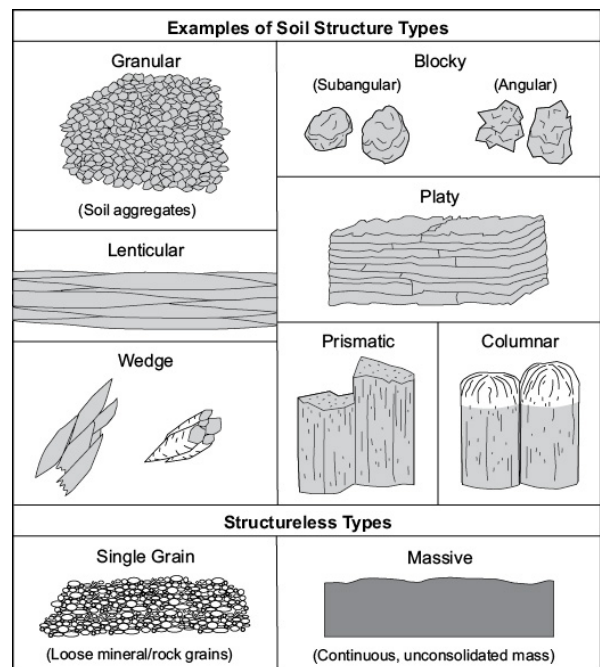 Examples of Soil Structure Types
Granular
(Soil aggregates)
Blocky
(Subangular)
(Angular)
Platy
Lenticular
Wedge
Prismatic
Columnar
Structureless Types
Single Grain
(Loose mineral/rock grains)
Massive
(Continuous, unconsolidated mass)